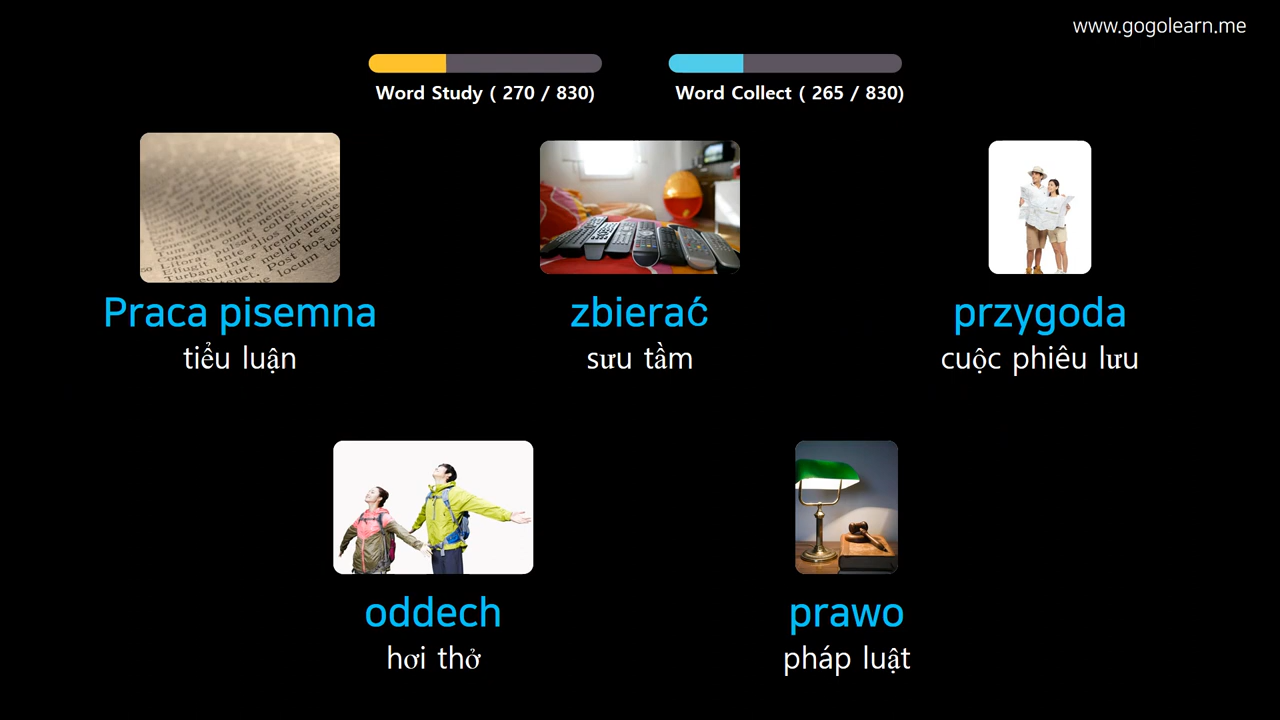 www.gogolearn.me
Word Study ( 270 / 830)
Word Collect ( 265 / 830)
Praca pisemna
tiểu luận
zbierać
sưu tầm
przygoda
cuộc phiêu lưu
oddech
hơi thở
prawo
pháp luật